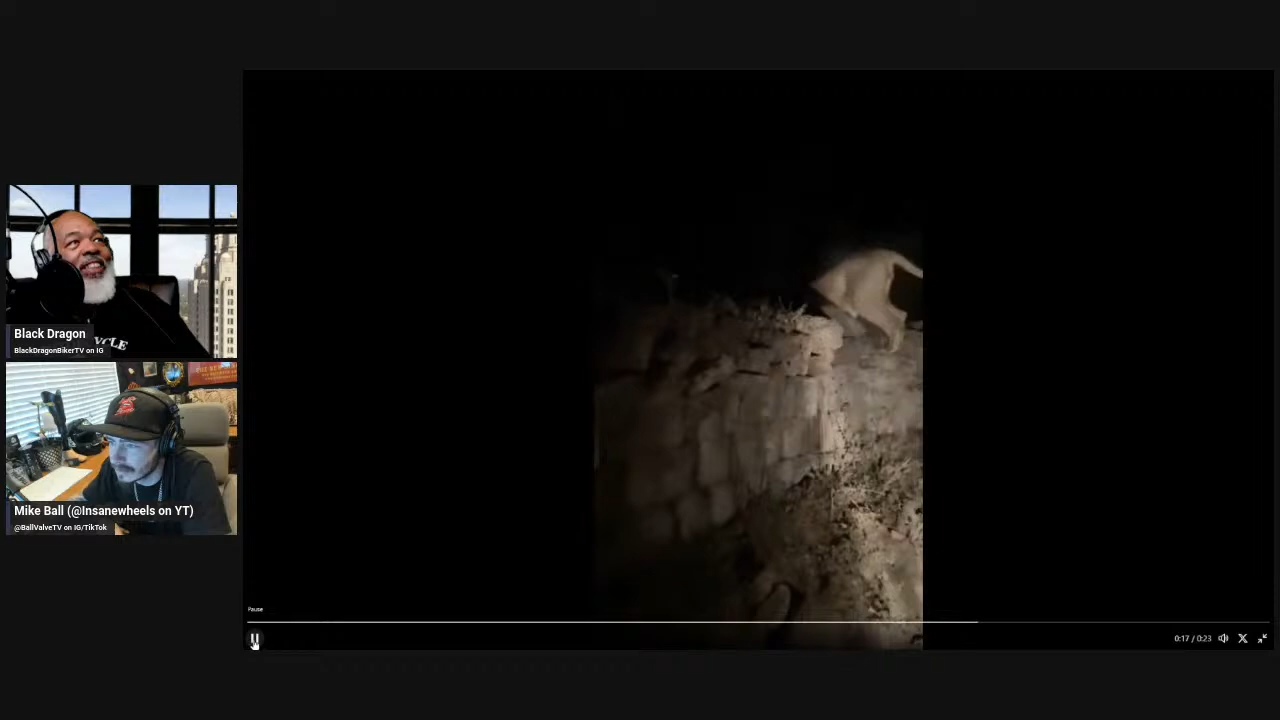 Black Dragon
BlackDragonBikerTV on IG
Mike Ball (@Insanewheels on YT)
@BallValveTV on IG/TikTok
Pause
0:17 / 0:23